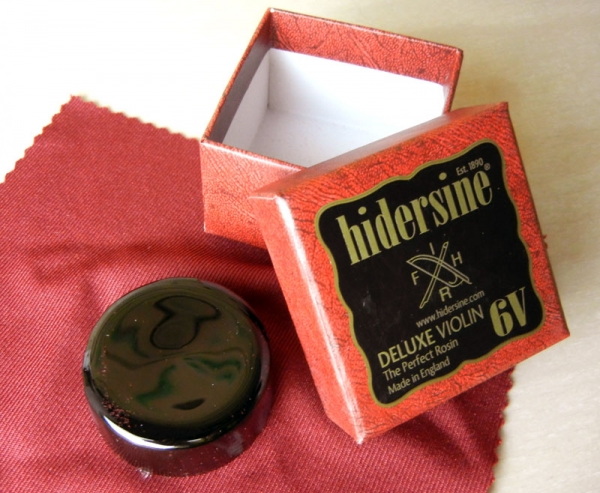 Est. 1890
hidersine®
I
F H
R
www.hidersine.com
DELUXE VIOLIN 6V
The Perfect Rosin
Made in England